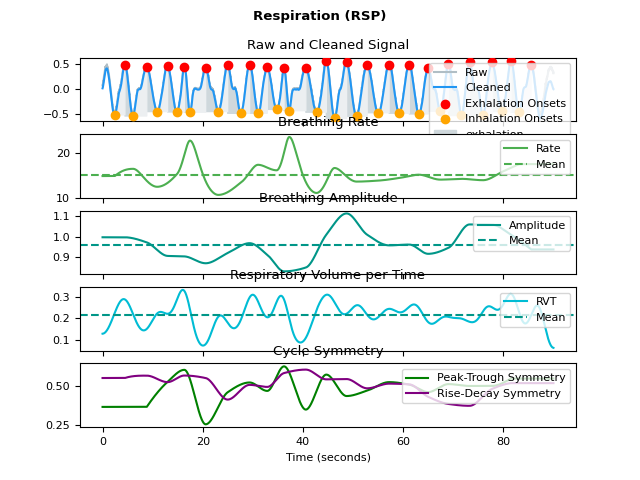 Respiration (RSP)
Raw and Cleaned Signal
0.5
0.0
−0.5
Raw
Cleaned
Exhalation Onsets
Inhalation Onsets
exhalation
Breathing Rate
20
10
Rate
Mean
Breathing Amplitude
1.1
1.0
0.9
Amplitude
Mean
Respiratory Volume per Time
0.3
0.2
0.1
RVT
Mean
Cycle Symmetry
0.50
0.25
Peak-Trough Symmetry
Rise-Decay Symmetry
0 20 40 60 80
Time (seconds)